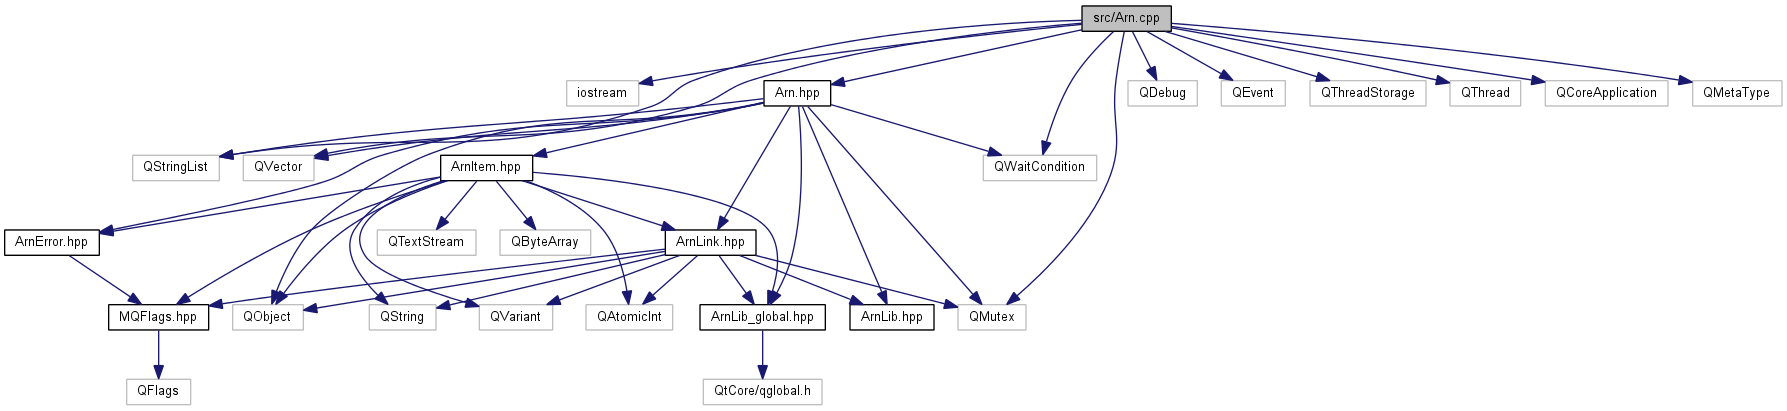 src/Arn.cpp
iostream
Arn.hpp
QDebug
QEvent
QThreadStorage
QThread
QCoreApplication
QMetaType
QStringList
QVector
ArnItem.hpp
QWaitCondition
ArnError.hpp
QTextStream
QByteArray
ArnLink.hpp
MQFlags.hpp
QObject
QString
QVariant
QAtomicInt
ArnLib_global.hpp
ArnLib.hpp
QMutex
QFlags
QtCore/qglobal.h